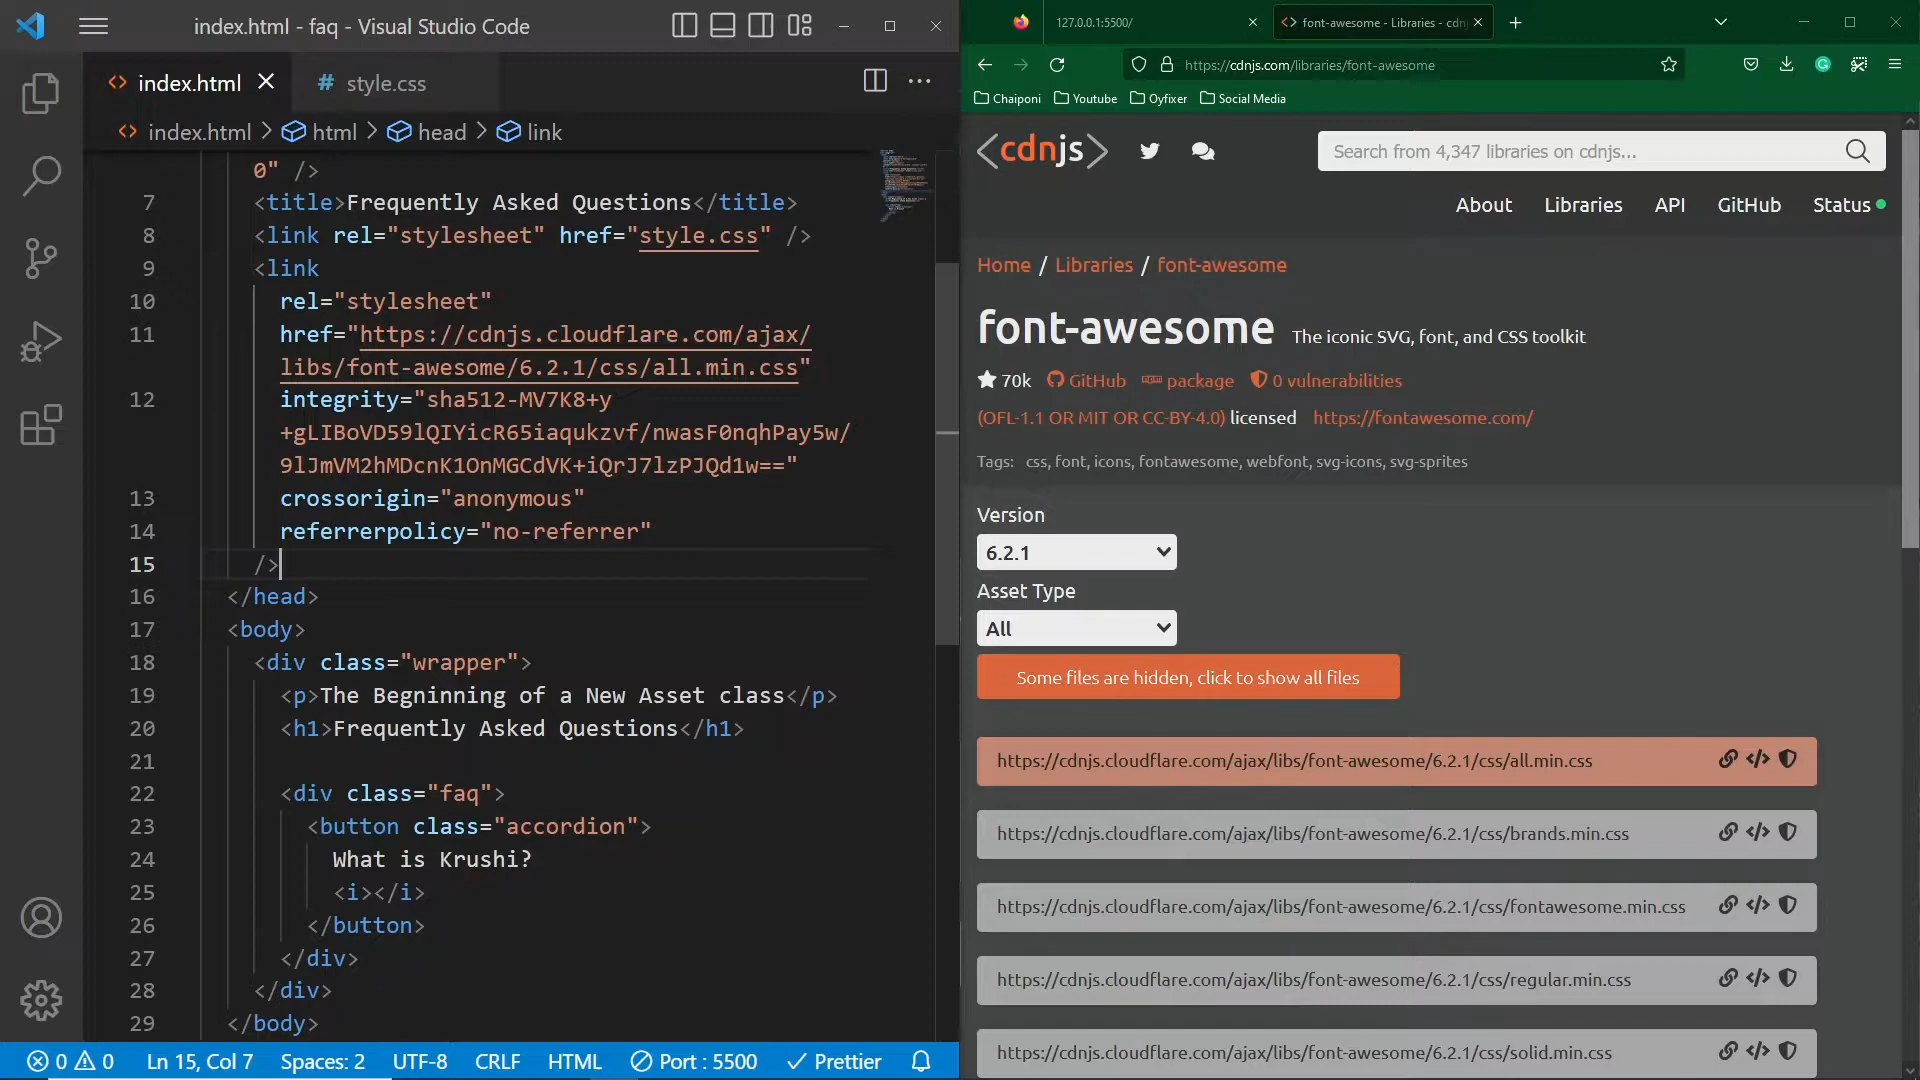 index.html - faq - Visual Studio Code
index.html
# style.css
index.html > html > head > link
0" />
7 <title>Frequently Asked Questions</title>
8 <link rel="stylesheet" href="style.css" />
9 <link
10 rel="stylesheet"
11 href="https://cdnjs.cloudflare.com/ajax/
libs/font-awesome/6.2.1/css/all.min.css"
12 integrity="sha512-MV7K8+y
+gLIBoVD59lQIYicR65iaqukzvf/nwasF0nqhPay5w/
9lJmVM2hMDcnK1OnMGCdVK+iQrJ7lzPJQd1w=="
13 crossorigin="anonymous"
14 referrerpolicy="no-referrer"
15 />
16 </head>
17 <body>
18 <div class="wrapper">
19 <p>The Begninning of a New Asset class</p>
20 <h1>Frequently Asked Questions</h1>
21
22 <div class="faq">
23 <button class="accordion">
24 What is Krushi?
25 <i></i>
26 </button>
27 </div>
28 </div>
29 </body>
0 0 Ln 15, Col 7 Spaces: 2 UTF-8 CRLF HTML Port : 5500 Prettier
127.0.0.1:5500/
font-awesome - Libraries - cdn
https://cdnjs.com/libraries/font-awesome
Chaiponi Youtube Oyfixer Social Media
<cdnjs>
Search from 4,347 libraries on cdnjs...
About Libraries API GitHub Status
Home / Libraries / font-awesome
font-awesome The iconic SVG, font, and CSS toolkit
70k GitHub package 0 vulnerabilities
(OFL-1.1 OR MIT OR CC-BY-4.0) licensed https://fontawesome.com/
Tags: css, font, icons, fontawesome, webfont, svg-icons, svg-sprites
Version
6.2.1
Asset Type
All
Some files are hidden, click to show all files
https://cdnjs.cloudflare.com/ajax/libs/font-awesome/6.2.1/css/all.min.css
https://cdnjs.cloudflare.com/ajax/libs/font-awesome/6.2.1/css/brands.min.css
https://cdnjs.cloudflare.com/ajax/libs/font-awesome/6.2.1/css/fontawesome.min.css
https://cdnjs.cloudflare.com/ajax/libs/font-awesome/6.2.1/css/regular.min.css
https://cdnjs.cloudflare.com/ajax/libs/font-awesome/6.2.1/css/solid.min.css